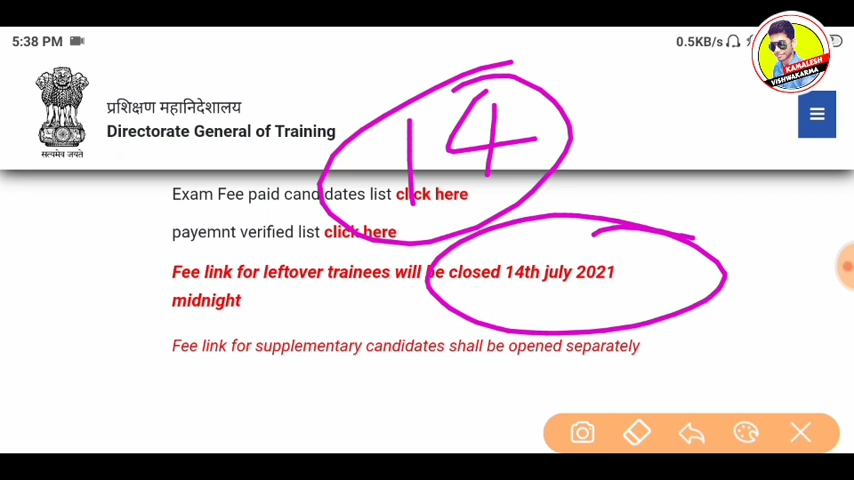 5:38 PM
0.5KB/s
KAMALESH
VISHWAKARMA
प्रशिक्षण महानिदेशालय
Directorate General of Training
सत्यमेव जयते
14
Exam Fee paid candidates list click here
payemnt verified list click here
Fee link for leftover trainees will be closed 14th july 2021
midnight
Fee link for supplementary candidates shall be opened separately